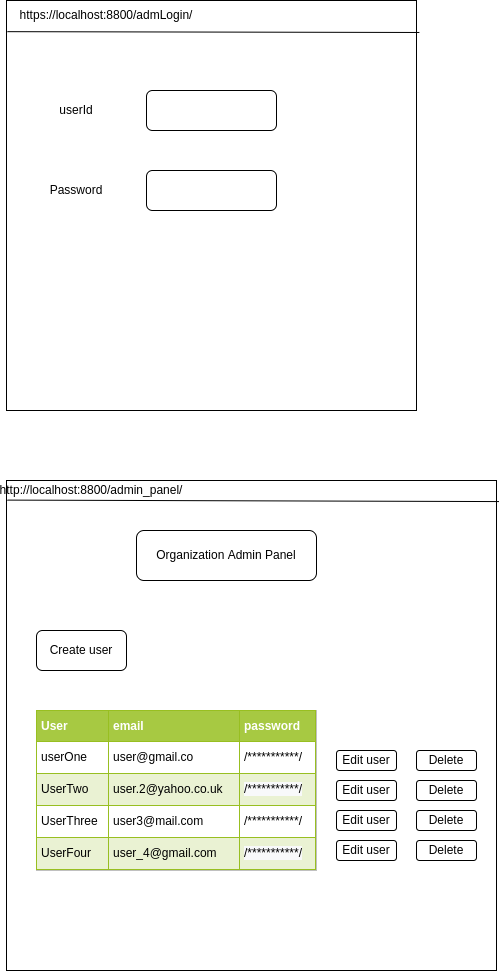 https://localhost:8800/admLogin/
userId
Password
http://localhost:8800/admin_panel/
Organization Admin Panel
Create user
User email password
userOne user@gmail.co /***********/ Edit user Delete
UserTwo user.2@yahoo.co.uk /***********/ Edit user Delete
UserThree user3@mail.com /***********/ Edit user Delete
UserFour user_4@gmail.com /***********/ Edit user Delete